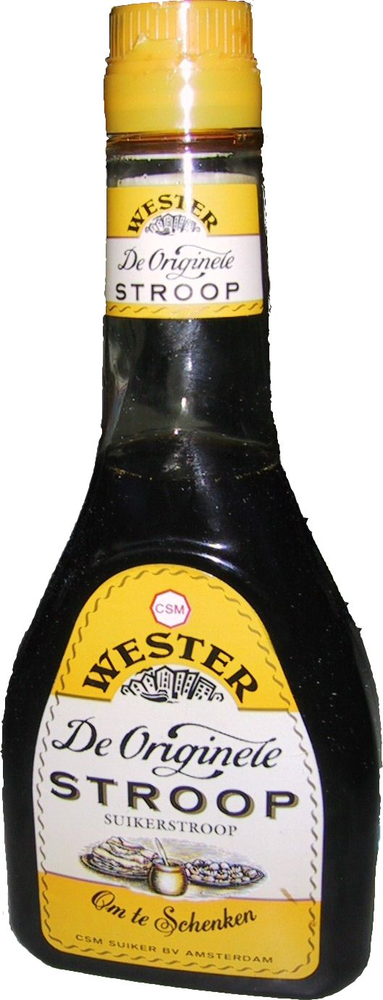 WESTER
De Originele
STROOP
CSM
WESTER
De Originele
STROOP
SUIKERSTROOP
Om te Schenken
CSM SUIKER BV AMSTERDAM